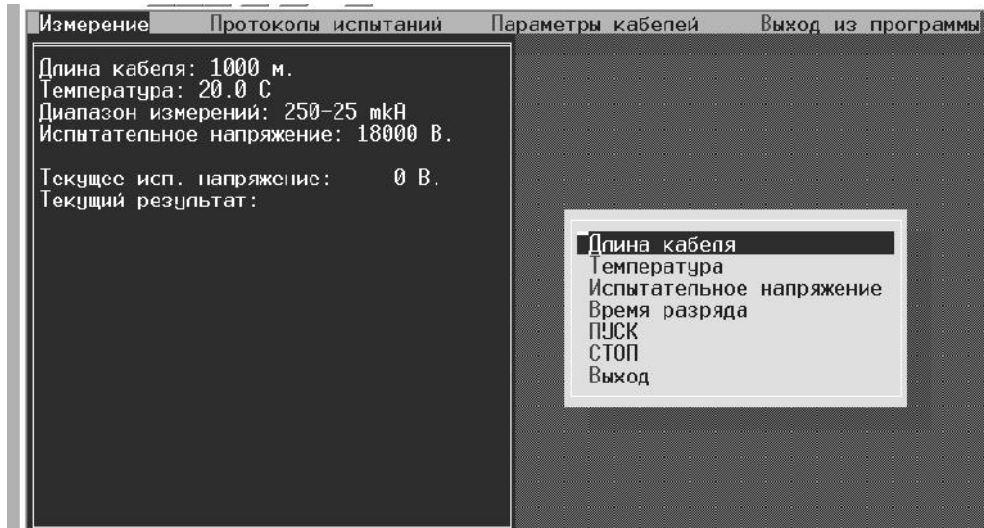 Измерение Протоколы испытаний Параметры кабелей Выход из программы
Длина кабеля: 1000 м.
Температура: 20.0 С
Диапазон измерений: 250-25 mkA
Испытательное напряжение: 18000 В.
Текущее исп. напряжение: 0 В.
Текущий результат:
Длина кабеля
Температура
Испытательное напряжение
Время разряда
ПУСК
СТОП
Выход